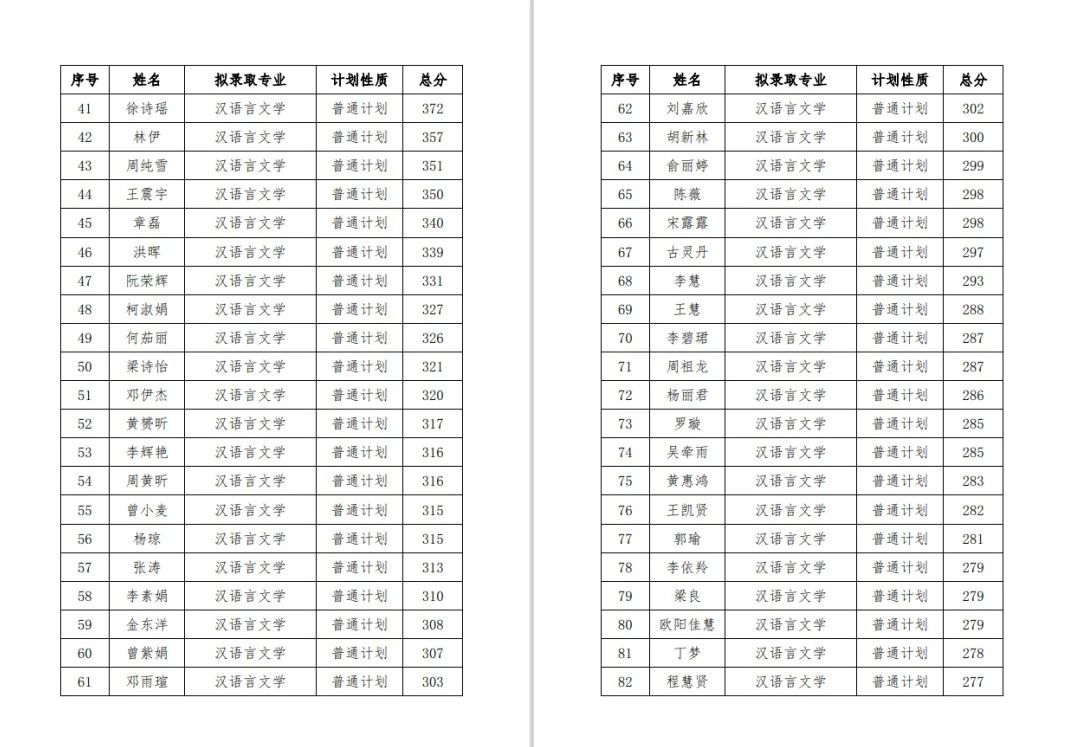 序号 姓名 拟录取专业 计划性质 总分
41 徐诗瑶 汉语言文学 普通计划 372
42 林伊 汉语言文学 普通计划 357
43 周纯雪 汉语言文学 普通计划 351
44 王震宇 汉语言文学 普通计划 350
45 章磊 汉语言文学 普通计划 340
46 洪晖 汉语言文学 普通计划 339
47 阮荣辉 汉语言文学 普通计划 331
48 柯淑娟 汉语言文学 普通计划 327
49 何茄丽 汉语言文学 普通计划 326
50 梁诗怡 汉语言文学 普通计划 321
51 邓伊杰 汉语言文学 普通计划 320
52 黄赟昕 汉语言文学 普通计划 317
53 李辉艳 汉语言文学 普通计划 316
54 周黄昕 汉语言文学 普通计划 316
55 曾小麦 汉语言文学 普通计划 315
56 杨琼 汉语言文学 普通计划 315
57 张涛 汉语言文学 普通计划 313
58 李素娟 汉语言文学 普通计划 310
59 金东洋 汉语言文学 普通计划 308
60 曾紫娟 汉语言文学 普通计划 307
61 邓雨瑄 汉语言文学 普通计划 303
序号 姓名 拟录取专业 计划性质 总分
62 刘嘉欣 汉语言文学 普通计划 302
63 胡新林 汉语言文学 普通计划 300
64 俞丽婷 汉语言文学 普通计划 299
65 陈薇 汉语言文学 普通计划 298
66 宋露露 汉语言文学 普通计划 298
67 古灵丹 汉语言文学 普通计划 297
68 李慧 汉语言文学 普通计划 293
69 王慧 汉语言文学 普通计划 288
70 李碧珺 汉语言文学 普通计划 287
71 周祖龙 汉语言文学 普通计划 287
72 杨丽君 汉语言文学 普通计划 286
73 罗璇 汉语言文学 普通计划 285
74 吴牵雨 汉语言文学 普通计划 285
75 黄惠鸿 汉语言文学 普通计划 283
76 王凯贤 汉语言文学 普通计划 282
77 郭瑜 汉语言文学 普通计划 281
78 李依羚 汉语言文学 普通计划 279
79 梁良 汉语言文学 普通计划 279
80 欧阳佳慧 汉语言文学 普通计划 279
81 丁梦 汉语言文学 普通计划 278
82 程慧贤 汉语言文学 普通计划 277